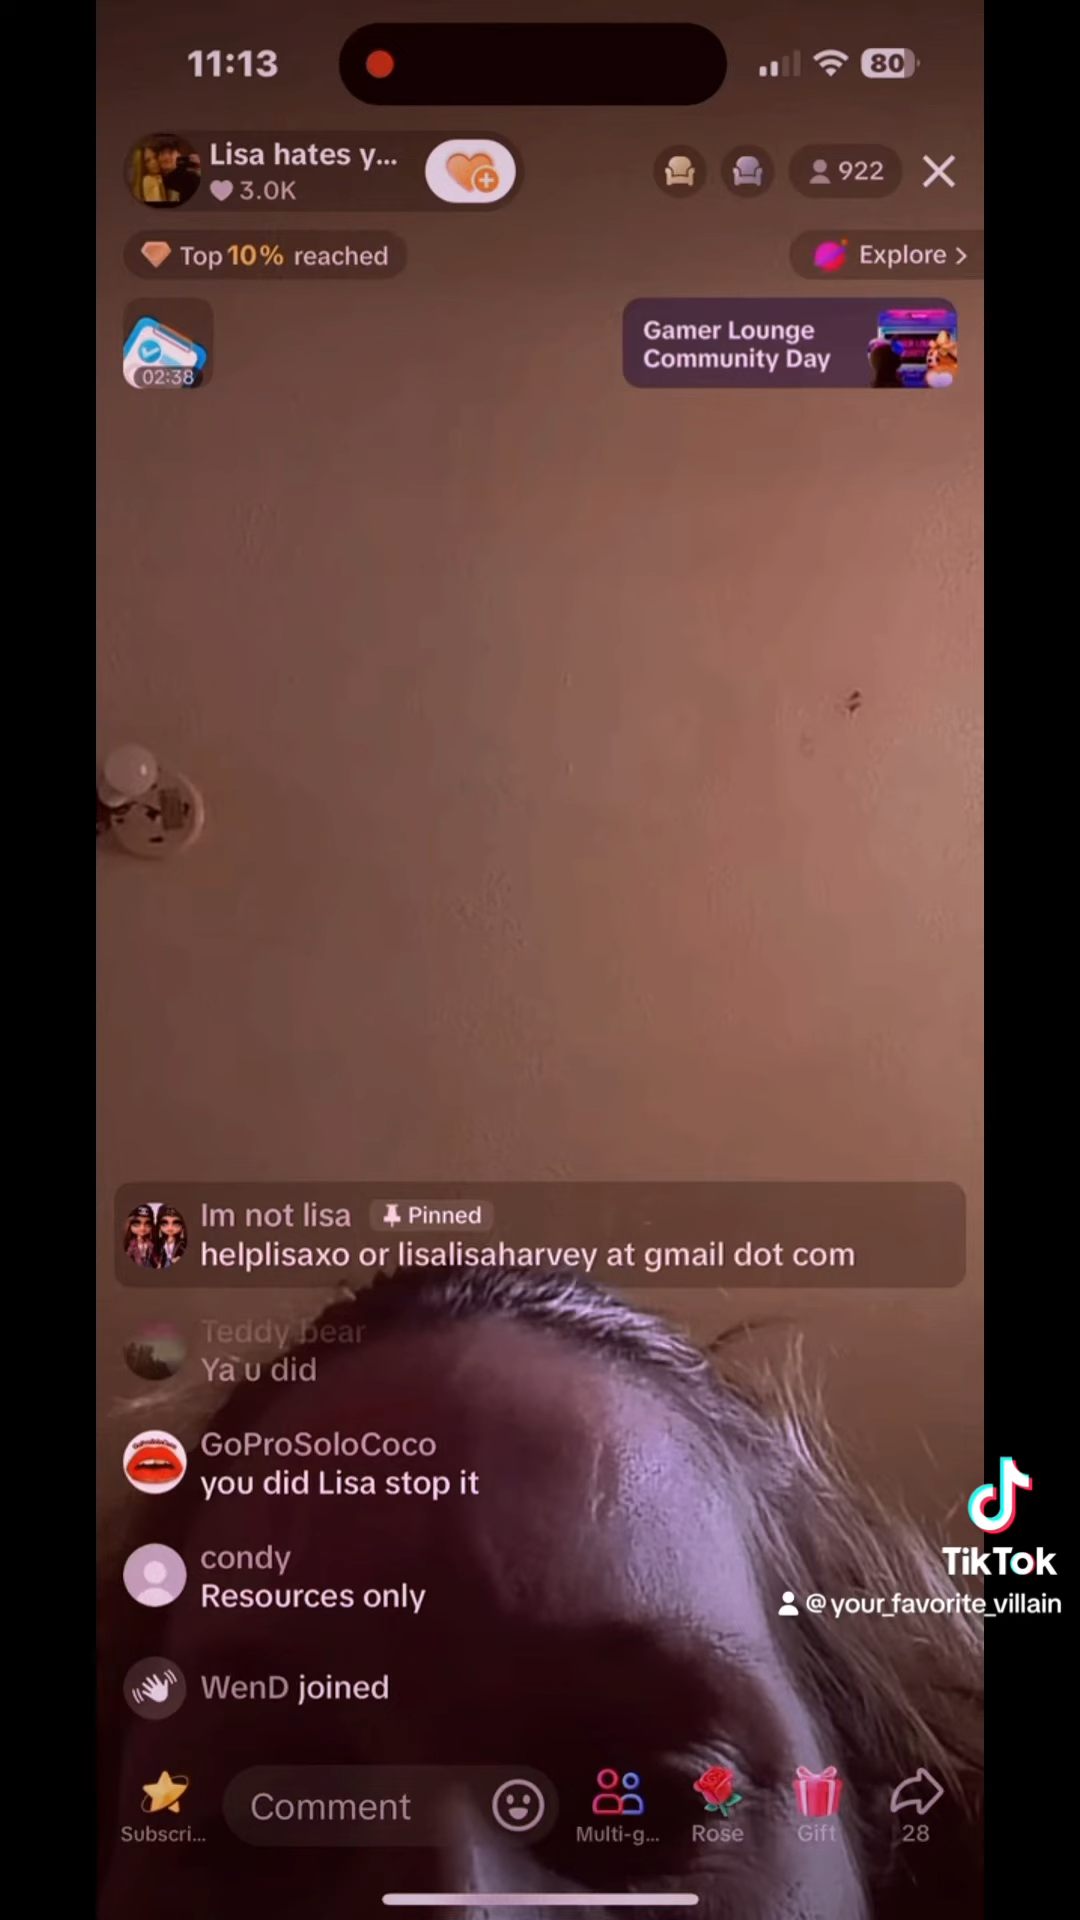 11:13
80
Lisa hates y...
3.0K
922
Top 10% reached
Explore >
02:38
Gamer Lounge
Community Day
Im not lisa Pinned
helplisaxo or lisalisaharvey at gmail dot com
Teddy bear
Ya u did
GoProSoloCoco
you did Lisa stop it
condy
Resources only
TikTok
@your_favorite_villain
WenD joined
Comment
Subscri...
Multi-g...
Rose
Gift
28